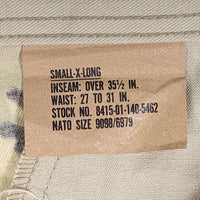 SMALL-X-LONG
INSEAM: OVER 35½ IN.
WAIST: 27 TO 31 IN.
STOCK NO. 8415-01-140-5462
NATO SIZE 9098/6979